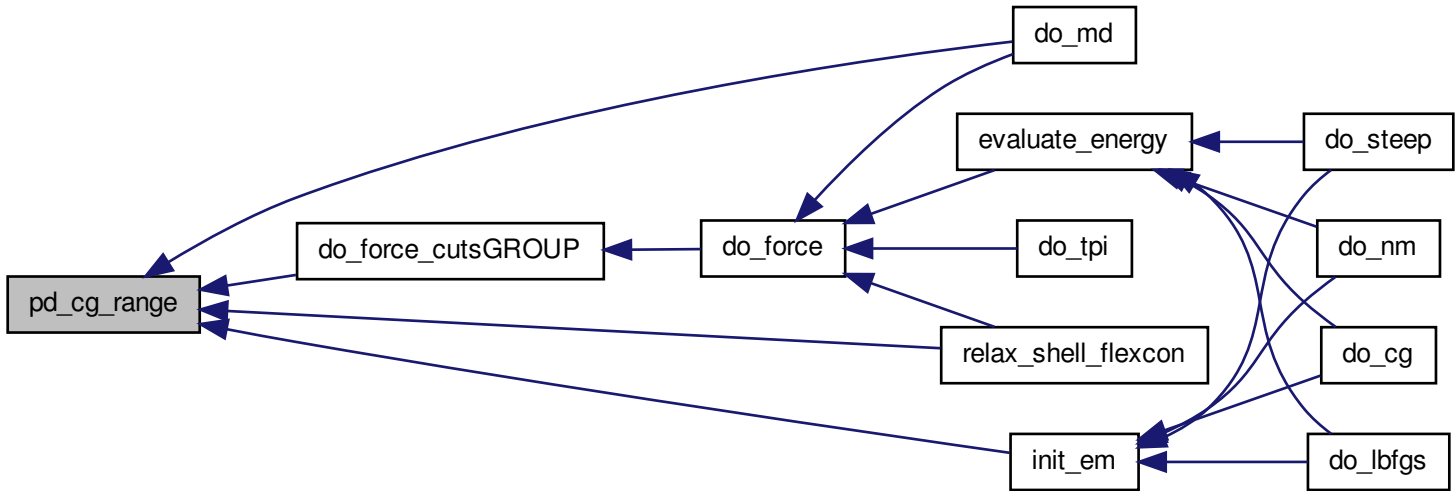 do_md
evaluate_energy
do_steep
do_force_cutsGROUP
do_force
do_tpi
do_nm
pd_cg_range
relax_shell_flexcon
do_cg
init_em
do_lbfgs